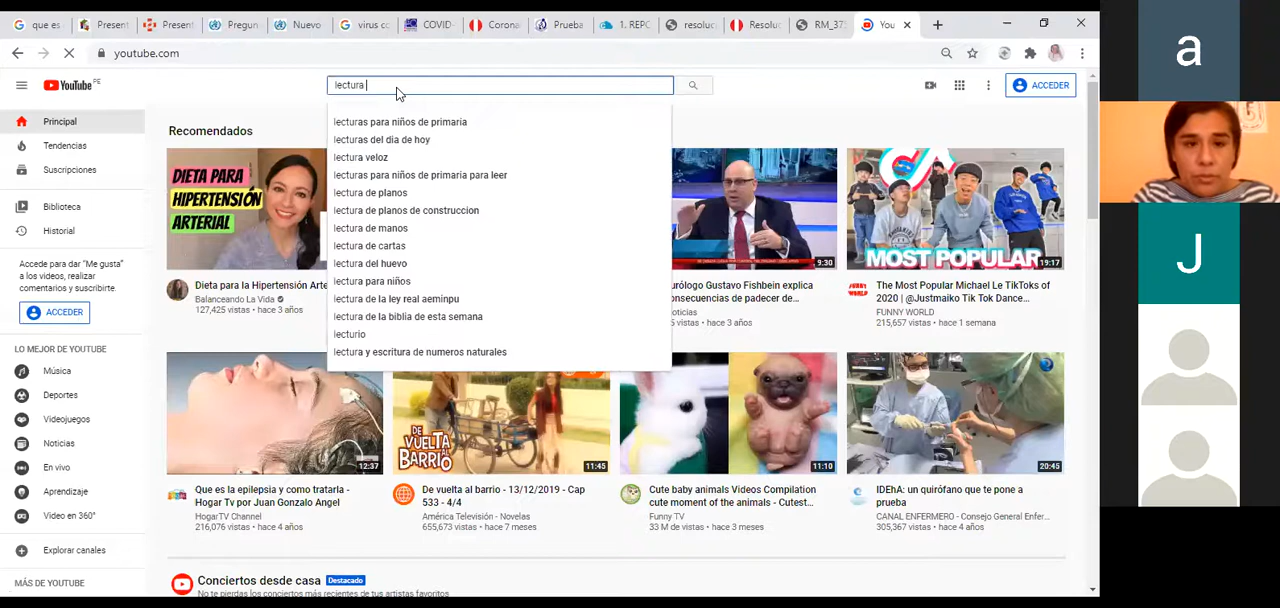 que es
Present
Present
Pregun
Nuevo
virus co
COVID-
Corona
Prueba
1. REPO
resoluc
Resoluc
RM_37
You
youtube.com
YouTube PE
lectura
ACCEDER
Principal
Tendencias
Suscripciones
Biblioteca
Historial
Accede para dar "Me gusta"
a los videos, realizar
comentarios y suscribirte.
ACCEDER
LO MEJOR DE YOUTUBE
Música
Deportes
Videojuegos
Noticias
En vivo
Aprendizaje
Video en 360°
Explorar canales
MÁS DE YOUTUBE
Recomendados
lecturas para niños de primaria
lecturas del dia de hoy
lectura veloz
lecturas para niños de primaria para leer
lectura de planos
lectura de planos de construccion
lectura de manos
lectura de cartas
lectura del huevo
lectura para niños
lectura de la ley real aeminpu
lectura de la biblia de esta semana
lecturio
lectura y escritura de numeros naturales
DIETA PARA
HIPERTENSIÓN
ARTERIAL
Dieta para la Hipertensión Arte
Balanceando La Vida
127,425 vistas • hace 3 años
9:30
urólogo Gustavo Fishbein explica
onsecuencias de padecer de...
oticias
5 vistas • hace 3 años
MOST POPULAR
19:17
The Most Popular Michael Le TikToks
of 2020 | @Justmaiko Tik Tok Dance...
FUNNY WORLD
215,657 vistas • hace 1 semana
12:37
Que es la epilepsia y como tratarla -
Hogar Tv por Juan Gonzalo Angel
HogarTV Channel
216,076 vistas • hace 4 años
DE VUELTA
AL
BARRIO
11:45
De vuelta al barrio - 13/12/2019 - Cap
533 - 4/4
América Televisión - Novelas
655,673 vistas • hace 7 meses
11:10
Cute baby animals Videos Compilation
cute moment of the animals - Cutest...
Funny TV
33 M de vistas • hace 3 meses
20:45
IDEhA: un quirófano que te pone a
prueba
CANAL ENFERMERO - Consejo General Enfer...
305,367 vistas • hace 4 años
Conciertos desde casa Destacado
No te pierdas los conciertos más recientes de tus artistas favoritos
a
J